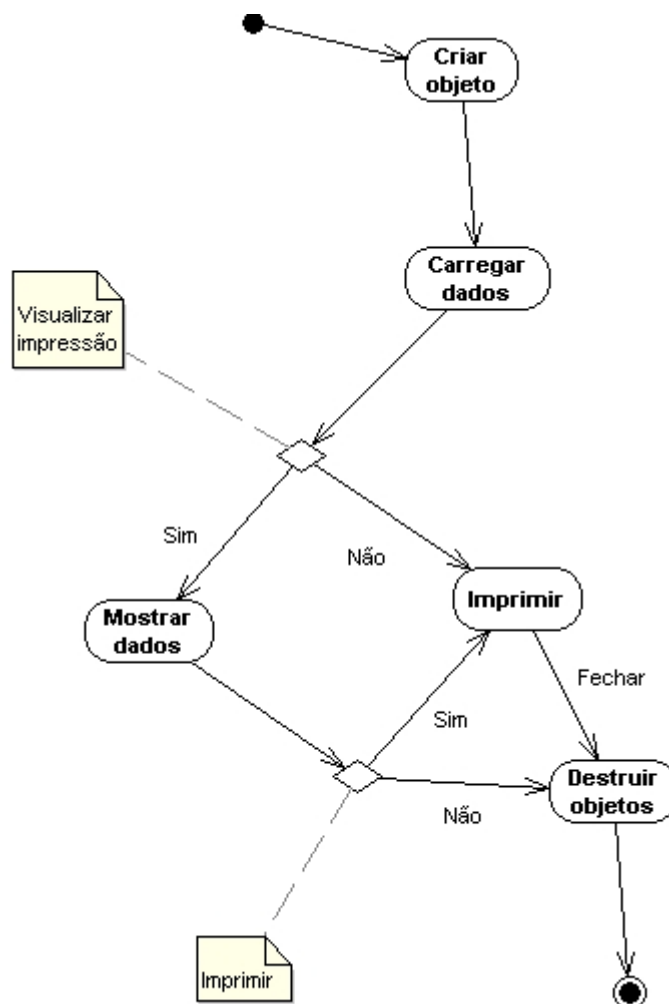 Criar
objeto
Carregar
dados
Visualizar
impressão
Sim
Não
Mostrar
dados
Imprimir
Fechar
Sim
Não
Destruir
objetos
Imprimir